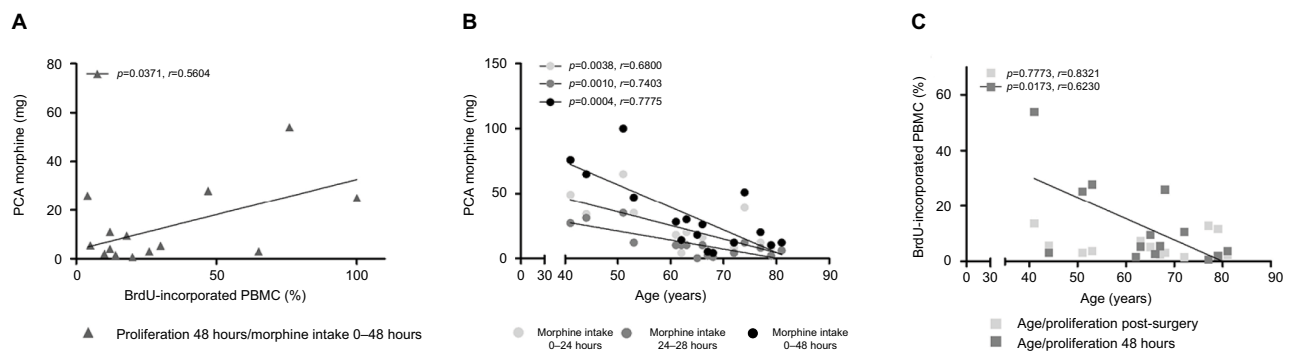 A
80
60
40
20
0
0
50
100
PCA morphine (mg)
BrdU-incorporated PBMC (%)
p=0.0371, r=0.5604
Proliferation 48 hours/morphine intake 0–48 hours
B
150
100
50
0
0
30
40
50
60
70
80
90
PCA morphine (mg)
Age (years)
p=0.0038, r=0.6800
p=0.0010, r=0.7403
p=0.0004, r=0.7775
Morphine intake
0–24 hours
Morphine intake
24–28 hours
Morphine intake
0–48 hours
C
60
40
20
0
0
30
40
50
60
70
80
90
BrdU-incorporated PBMC (%)
Age (years)
p=0.7773, r=0.8321
p=0.0173, r=0.6230
Age/proliferation post-surgery
Age/proliferation 48 hours